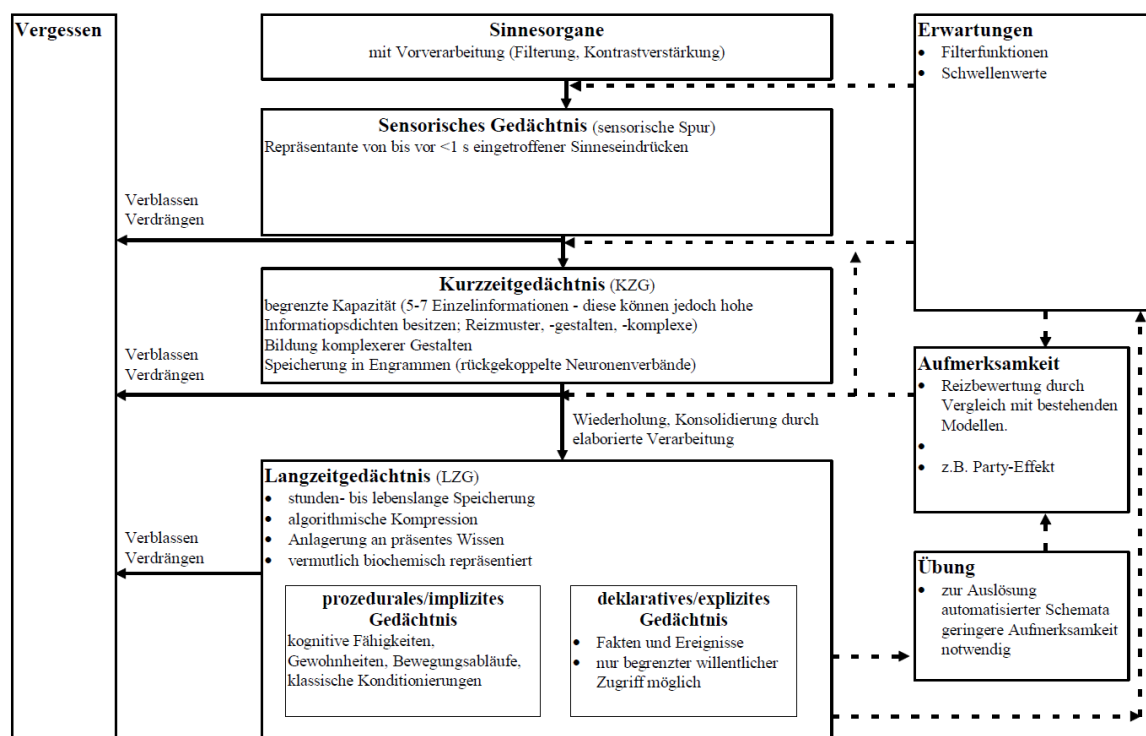 Vergessen
Sinnesorgane
mit Vorverarbeitung (Filterung, Kontrastverstärkung)
Erwartungen
• Filterfunktionen
• Schwellenwerte
Sensorisches Gedächtnis (sensorische Spur)
Repräsentante von bis vor <1 s eingetroffener Sinneseindrücken
Verblassen
Verdrängen
Kurzzeitgedächtnis (KZG)
begrenzte Kapazität (5-7 Einzelinformationen - diese können jedoch hohe
Informatiopsdichten besitzen; Reizmuster, -gestalten, -komplexe)
Bildung komplexerer Gestalten
Speicherung in Engrammen (rückgekoppelte Neuronenverbände)
Verblassen
Verdrängen
Aufmerksamkeit
• Reizbewertung durch
Vergleich mit bestehenden
Modellen.
•
• z.B. Party-Effekt
Wiederholung, Konsolidierung durch
elaborierte Verarbeitung
Langzeitgedächtnis (LZG)
• stunden- bis lebenslange Speicherung
• algorithmische Kompression
• Anlagerung an präsentes Wissen
• vermutlich biochemisch repräsentiert
Verblassen
Verdrängen
prozedurales/implizites
Gedächtnis
kognitive Fähigkeiten,
Gewohnheiten, Bewegungsabläufe,
klassische Konditionierungen
deklaratives/explizites
Gedächtnis
• Fakten und Ereignisse
• nur begrenzter willentlicher
Zugriff möglich
Übung
• zur Auslösung
automatisierter Schemata
geringere Aufmerksamkeit
notwendig